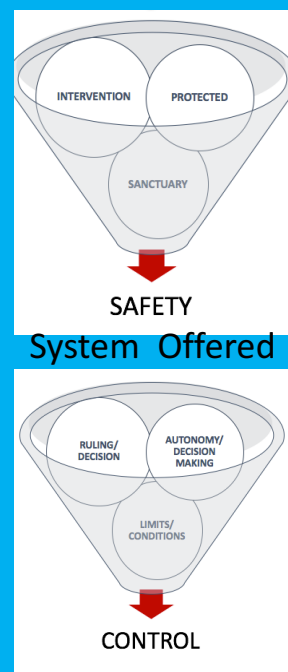 INTERVENTION
PROTECTED
SANCTUARY
SAFETY
System Offered
RULING/
DECISION
AUTONOMY/
DECISION
MAKING
LIMITS/
CONDITIONS
CONTROL